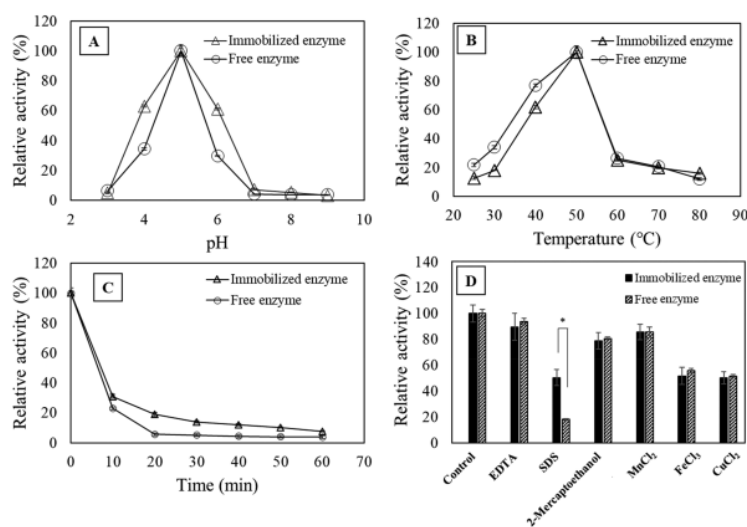 A
Immobilized enzyme
Free enzyme
Relative activity (%)
120
100
80
60
40
20
0
2 4 6 8 10
pH
B
Immobilized enzyme
Free enzyme
Relative activity (%)
120
100
80
60
40
20
0
20 30 40 50 60 70 80 90
Temperature (°C)
C
Immobilized enzyme
Free enzyme
Relative activity (%)
120
100
80
60
40
20
0
0 10 20 30 40 50 60 70
Time (min)
D
Immobilized enzyme
Free enzyme
*
Relative activity (%)
140
120
100
80
60
40
20
0
Control EDTA SDS 2-Mercaptoethanol MnCl₂ FeCl₃ CuCl₂